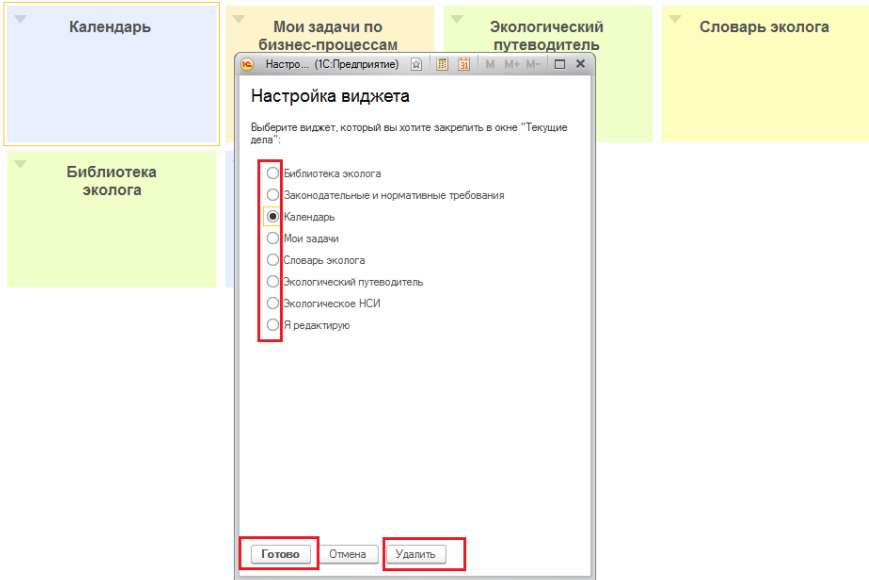 Календарь
Мои задачи по
бизнес-процессам
Экологический
путеводитель
Словарь эколога
Библиотека
эколога
1С Настро... (1С:Предприятие) 31 M M+ M-
Настройка виджета
Выберите виджет, который вы хотите закрепить в окне "Текущие
дела":
Библиотека эколога
Законодательные и нормативные требования
Календарь
Мои задачи
Словарь эколога
Экологический путеводитель
Экологическое НСИ
Я редактирую
Готово Отмена Удалить